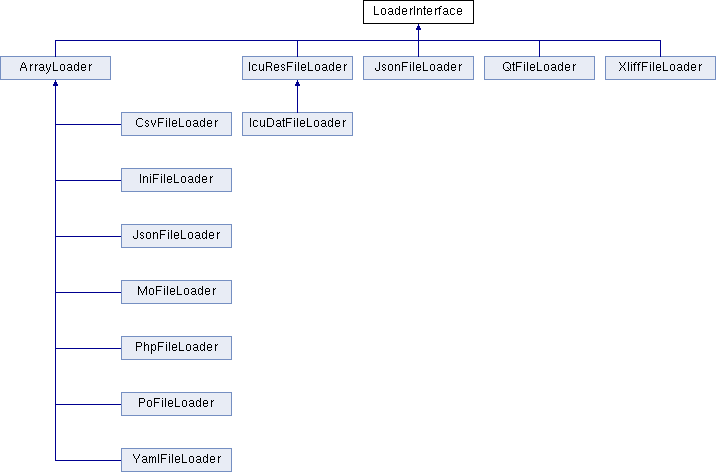 LoaderInterface
ArrayLoader
IcuResFileLoader
JsonFileLoader
QtFileLoader
XliffFileLoader
CsvFileLoader
IcuDatFileLoader
IniFileLoader
JsonFileLoader
MoFileLoader
PhpFileLoader
PoFileLoader
YamlFileLoader